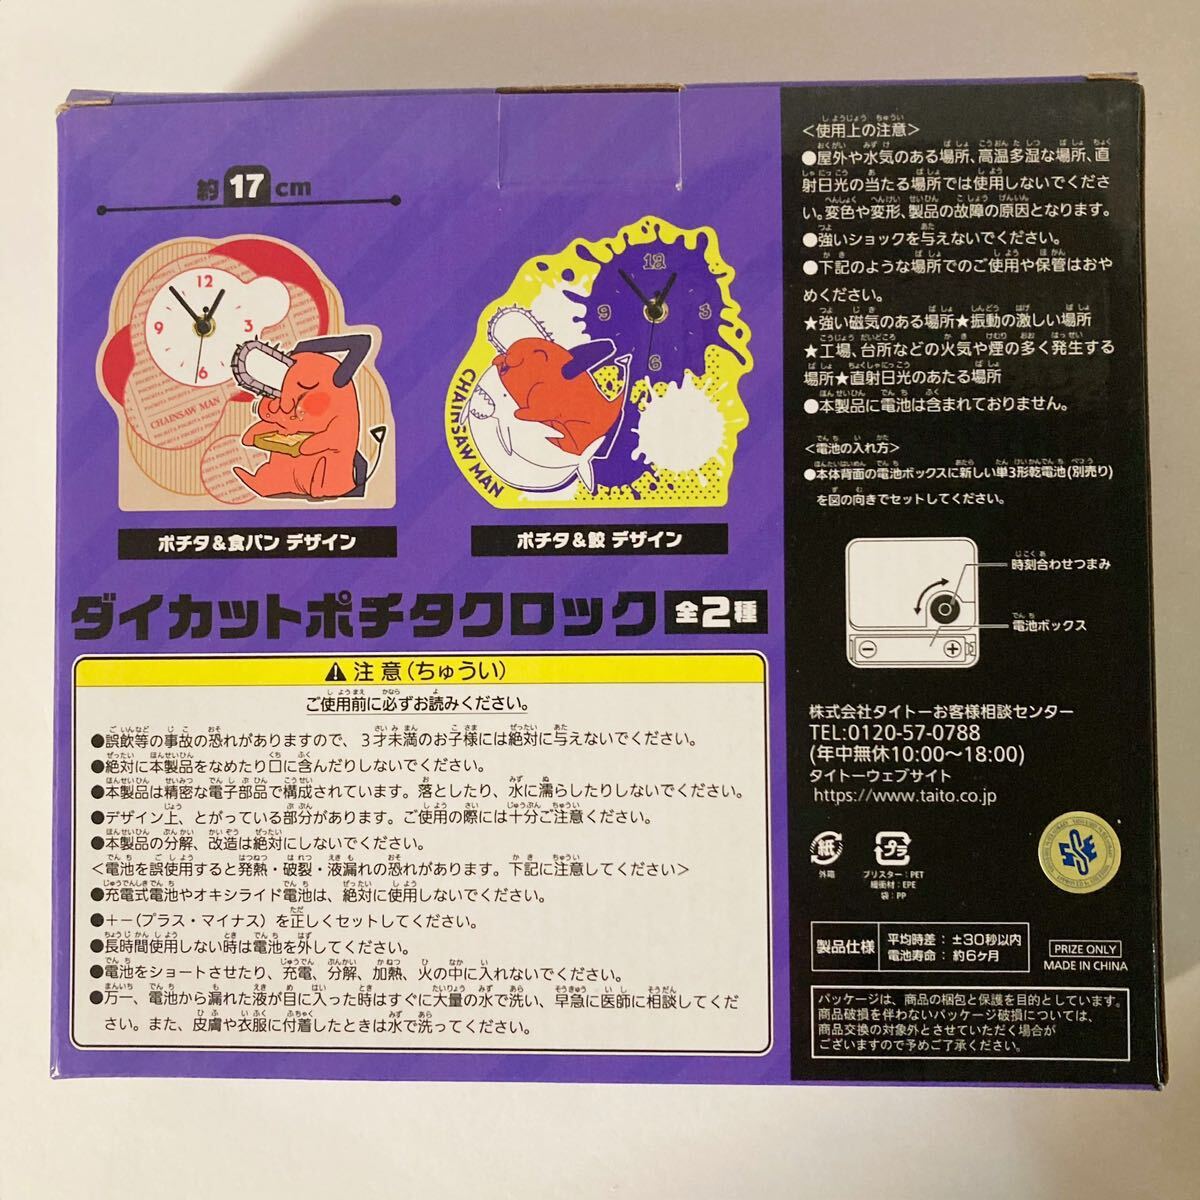 約17cm
12
9
3
6
CHAINSAW MAN
ポチタ&食パン デザイン
12
9
3
6
CHAINSAW MAN
ポチタ&鮫 デザイン
ダイカットポチタクロック 全2種
⚠注意(ちゅうい)
ご使用前に必ずお読みください。
●誤飲等の事故の恐れがありますので、3才未満のお子様には絶対に与えないでください。
●絶対に本製品をなめたり口に含んだりしないでください。
●本製品は精密な電子部品で構成されています。落としたり、水に濡らしたりしないでください。
●デザイン上、とがっている部分があります。ご使用の際には十分ご注意ください。
●本製品の分解、改造は絶対にしないでください。
<電池を誤使用すると発熱・破裂・液漏れの恐れがあります。下記に注意してください>
●充電式電池やオキシライド電池は、絶対に使用しないでください。
●+−(プラス・マイナス)を正しくセットしてください。
●長時間使用しない時は電池を外してください。
●電池をショートさせたり、充電、分解、加熱、火の中に入れないでください。
●万一、電池から漏れた液が目に入った時はすぐに大量の水で洗い、早急に医師に相談してくだ
さい。また、皮膚や衣服に付着したときは水で洗ってください。
<使用上の注意>
●屋外や水気のある場所、高温多湿な場所、直
射日光の当たる場所では使用しないでくださ
い。変色や変形、製品の故障の原因となります。
●強いショックを与えないでください。
●下記のような場所でのご使用や保管はおや
めください。
★強い磁気のある場所★振動の激しい場所
★工場、台所などの火気や煙の多く発生する
場所★直射日光のあたる場所
●本製品に電池は含まれておりません。
<電池の入れ方>
●本体背面の電池ボックスに新しい単3形乾電池(別売り)
を図の向きでセットしてください。
時刻合わせつまみ
電池ボックス
株式会社タイトーお客様相談センター
TEL:0120-57-0788
(年中無休10:00〜18:00)
タイトーウェブサイト
https://www.taito.co.jp
紙
外箱
プラ
ブリスター:PET
緩衝材:EPE
袋:PP
製品仕様
平均時差:±30秒以内
電池寿命:約6ヶ月
PRIZE ONLY
MADE IN CHINA
パッケージは、商品の梱包と保護を目的としています。
商品破損を伴わないパッケージ破損については、
商品交換の対象外とさせていただく場合が
ございますので予めご了承ください。